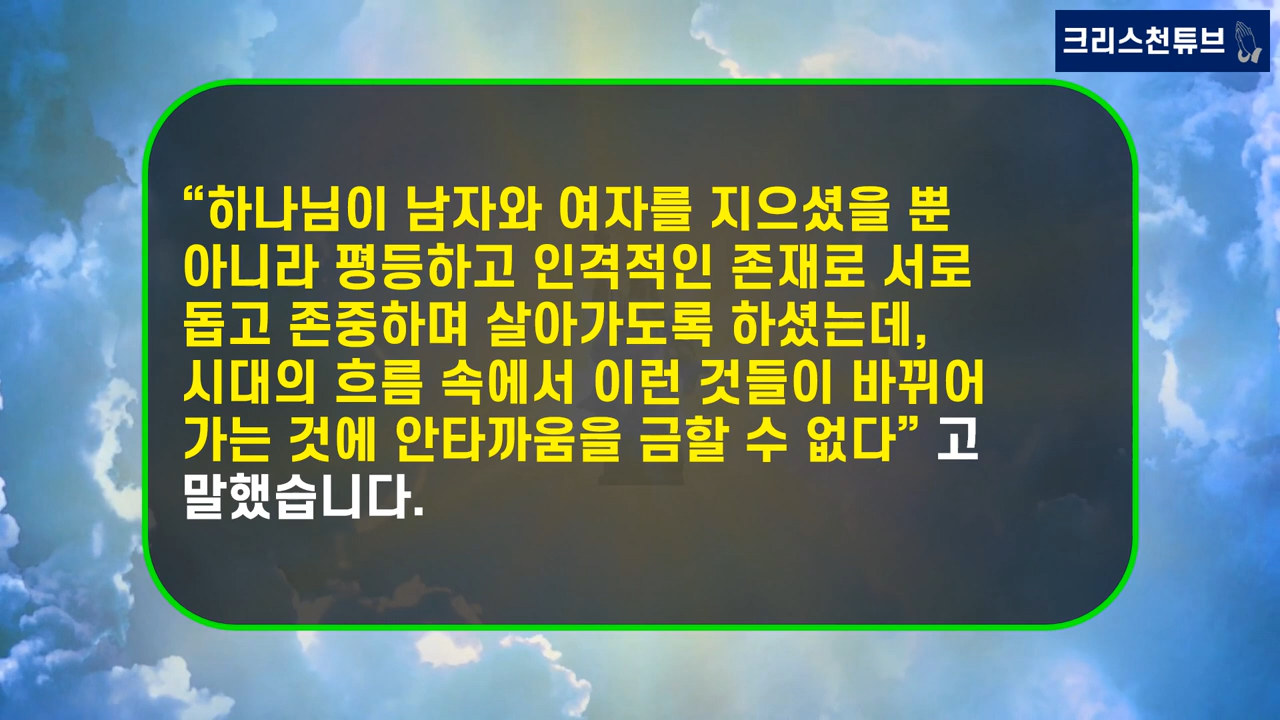 크리스천튜브
“하나님이 남자와 여자를 지으셨을 뿐
아니라 평등하고 인격적인 존재로 서로
돕고 존중하며 살아가도록 하셨는데,
시대의 흐름 속에서 이런 것들이 바뀌어
가는 것에 안타까움을 금할 수 없다” 고
말했습니다.